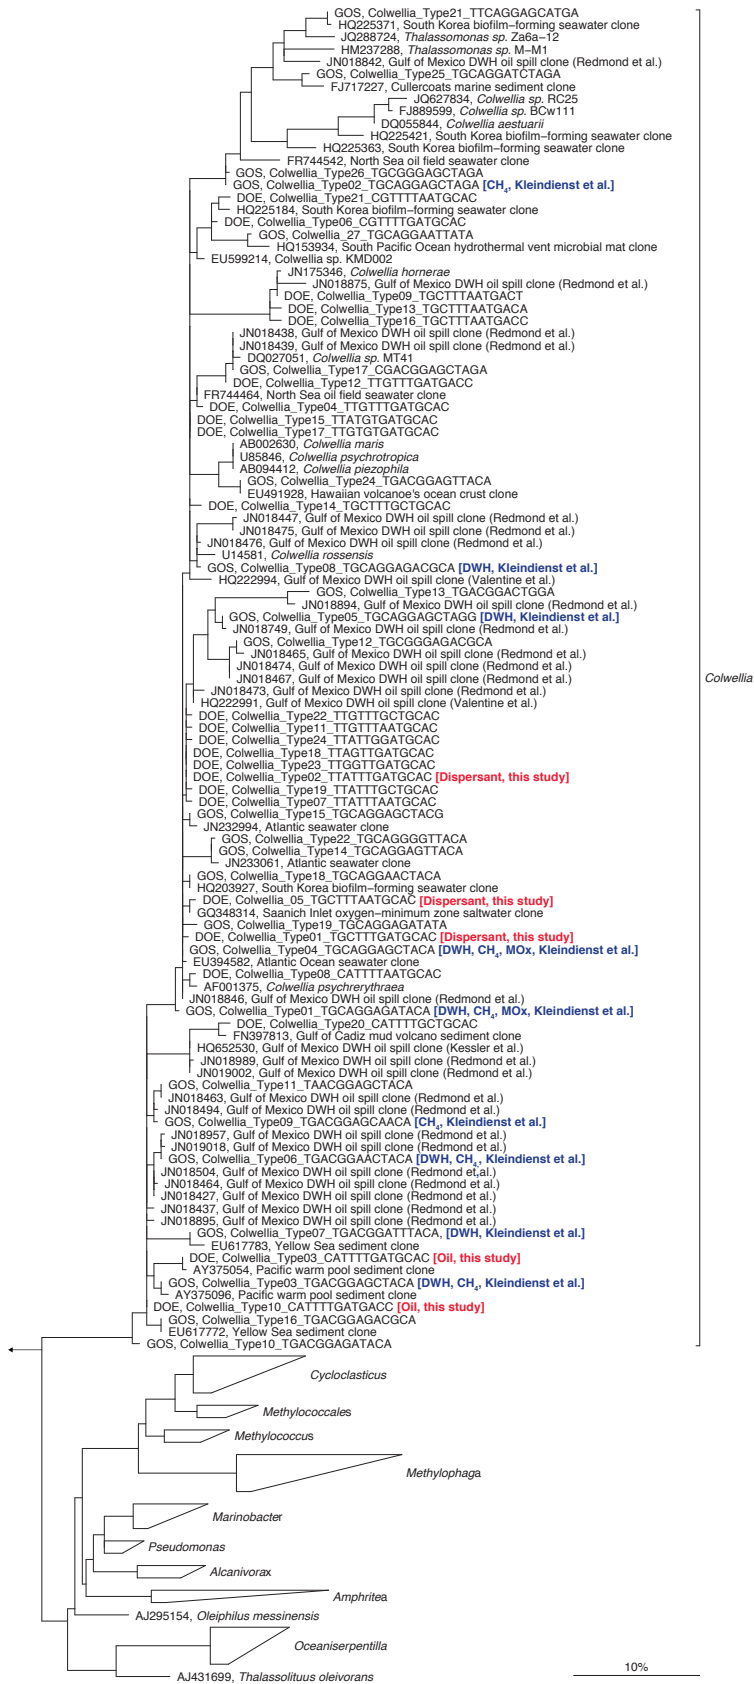 GOS, Colwellia_Type21_TTCAGGAGCATGA
HQ225371, South Korea biofilm–forming seawater clone
JQ288724, Thalassomonas sp. Za6a–12
HM237288, Thalassomonas sp. M–M1
JN018842, Gulf of Mexico DWH oil spill clone (Redmond et al.)
GOS, Colwellia_Type25_TGCAGGATCTAGA
FJ717227, Cullercoats marine sediment clone
JQ627834, Colwellia sp. RC25
FJ889599, Colwellia sp. BCw111
DQ055844, Colwellia aestuarii
HQ225421, South Korea biofilm–forming seawater clone
HQ225363, South Korea biofilm–forming seawater clone
FR744542, North Sea oil field seawater clone
GOS, Colwellia_Type26_TGCGGGAGCTAGA
GOS, Colwellia_Type02_TGCAGGAGCTAGA [CH4, Kleindienst et al.]
DOE, Colwellia_Type21_CGTTTTAATGCAC
HQ225184, South Korea biofilm–forming seawater clone
DOE, Colwellia_Type06_CGTTTTGATGCAC
GOS, Colwellia_27_TGCAGGAATTATA
HQ153934, South Pacific Ocean hydrothermal vent microbial mat clone
EU599214, Colwellia sp. KMD002
JN175346, Colwellia hornerae
JN018875, Gulf of Mexico DWH oil spill clone (Redmond et al.)
DOE, Colwellia_Type09_TGCTTTAATGACT
DOE, Colwellia_Type13_TGCTTTAATGACA
DOE, Colwellia_Type16_TGCTTTAATGACC
JN018438, Gulf of Mexico DWH oil spill clone (Redmond et al.)
JN018439, Gulf of Mexico DWH oil spill clone (Redmond et al.)
DQ027051, Colwellia sp. MT41
GOS, Colwellia_Type17_CGACGGAGCTAGA
DOE, Colwellia_Type12_TTGTTTGATGACC
FR744464, North Sea oil field seawater clone
DOE, Colwellia_Type04_TTGTTTGATGCAC
DOE, Colwellia_Type15_TTATGTGATGCAC
DOE, Colwellia_Type17_TTGTGTGATGCAC
AB002630, Colwellia maris
U85846, Colwellia psychrotropica
AB094412, Colwellia piezophila
GOS, Colwellia_Type24_TGACGGAGTTACA
EU491928, Hawaiian volcanoe's ocean crust clone
DOE, Colwellia_Type14_TGCTTTGCTGCAC
JN018447, Gulf of Mexico DWH oil spill clone (Redmond et al.)
JN018475, Gulf of Mexico DWH oil spill clone (Redmond et al.)
JN018476, Gulf of Mexico DWH oil spill clone (Redmond et al.)
U14581, Colwellia rossensis
GOS, Colwellia_Type08_TGCAGGAGACGCA [DWH, Kleindienst et al.]
HQ222994, Gulf of Mexico DWH oil spill clone (Valentine et al.)
GOS, Colwellia_Type13_TGACGGACTGGA
JN018894, Gulf of Mexico DWH oil spill clone (Redmond et al.)
GOS, Colwellia_Type05_TGCAGGAGCTAGG [DWH, Kleindienst et al.]
JN018749, Gulf of Mexico DWH oil spill clone (Redmond et al.)
GOS, Colwellia_Type12_TGCGGGAGACGCA
JN018465, Gulf of Mexico DWH oil spill clone (Redmond et al.)
JN018474, Gulf of Mexico DWH oil spill clone (Redmond et al.)
JN018467, Gulf of Mexico DWH oil spill clone (Redmond et al.)
Colwellia
JN018473, Gulf of Mexico DWH oil spill clone (Redmond et al.)
HQ222991, Gulf of Mexico DWH oil spill clone (Valentine et al.)
DOE, Colwellia_Type22_TTGTTTGCTGCAC
DOE, Colwellia_Type11_TTGTTTAATGCAC
DOE, Colwellia_Type24_TTATTGGATGCAC
DOE, Colwellia_Type18_TTAGTTGATGCAC
DOE, Colwellia_Type23_TTGGTTGATGCAC
DOE, Colwellia_Type02_TTATTTGATGCAC [Dispersant, this study]
DOE, Colwellia_Type19_TTATTTGCTGCAC
DOE, Colwellia_Type07_TTATTTAATGCAC
GOS, Colwellia_Type15_TGCAGGAGCTACG
JN232994, Atlantic seawater clone
GOS, Colwellia_Type22_TGCAGGGGTTACA
GOS, Colwellia_Type14_TGCAGGAGTTACA
JN233061, Atlantic seawater clone
GOS, Colwellia_Type18_TGCAGGAACTACA
HQ203927, South Korea biofilm–forming seawater clone
DOE, Colwellia_05_TGCTTTAATGCAC [Dispersant, this study]
GQ348314, Saanich Inlet oxygen–minimum zone saltwater clone
GOS, Colwellia_Type19_TGCAGGAGATATA
DOE, Colwellia_Type01_TGCTTTGATGCAC [Dispersant, this study]
GOS, Colwellia_Type04_TGCAGGAGCTACA [DWH, CH4, MOx, Kleindienst et al.]
EU394582, Atlantic Ocean seawater clone
DOE, Colwellia_Type08_CATTTTAATGCAC
AF001375, Colwellia psychrerythraea
JN018846, Gulf of Mexico DWH oil spill clone (Redmond et al.)
GOS, Colwellia_Type01_TGCAGGAGATACA [DWH, CH4, MOx, Kleindienst et al.]
DOE, Colwellia_Type20_CATTTTGCTGCAC
FN397813, Gulf of Cadiz mud volcano sediment clone
HQ652530, Gulf of Mexico DWH oil spill clone (Kessler et al.)
JN018989, Gulf of Mexico DWH oil spill clone (Redmond et al.)
JN019002, Gulf of Mexico DWH oil spill clone (Redmond et al.)
GOS, Colwellia_Type11_TAACGGAGCTACA
JN018463, Gulf of Mexico DWH oil spill clone (Redmond et al.)
JN018494, Gulf of Mexico DWH oil spill clone (Redmond et al.)
GOS, Colwellia_Type09_TGACGGAGCAACA [CH4, Kleindienst et al.]
JN018957, Gulf of Mexico DWH oil spill clone (Redmond et al.)
JN019018, Gulf of Mexico DWH oil spill clone (Redmond et al.)
GOS, Colwellia_Type06_TGACGGAACTACA [DWH, CH4, Kleindienst et al.]
JN018504, Gulf of Mexico DWH oil spill clone (Redmond et al.)
JN018464, Gulf of Mexico DWH oil spill clone (Redmond et al.)
JN018427, Gulf of Mexico DWH oil spill clone (Redmond et al.)
JN018437, Gulf of Mexico DWH oil spill clone (Redmond et al.)
JN018895, Gulf of Mexico DWH oil spill clone (Redmond et al.)
GOS, Colwellia_Type07_TGACGGATTTACA, [DWH, Kleindienst et al.]
EU617783, Yellow Sea sediment clone
DOE, Colwellia_Type03_CATTTTGATGCAC [Oil, this study]
AY375054, Pacific warm pool sediment clone
GOS, Colwellia_Type03_TGACGGAGCTACA [DWH, CH4, Kleindienst et al.]
AY375096, Pacific warm pool sediment clone
DOE, Colwellia_Type10_CATTTTGATGACC [Oil, this study]
GOS, Colwellia_Type16_TGACGGAGACGCA
EU617772, Yellow Sea sediment clone
GOS, Colwellia_Type10_TGACGGAGATACA
Cycloclasticus
Methylococcales
Methylococcus
Methylophaga
Marinobacter
Pseudomonas
Alcanivorax
Amphritea
AJ295154, Oleiphilus messinensis
Oceaniserpentilla
10%
AJ431699, Thalassolituus oleivorans